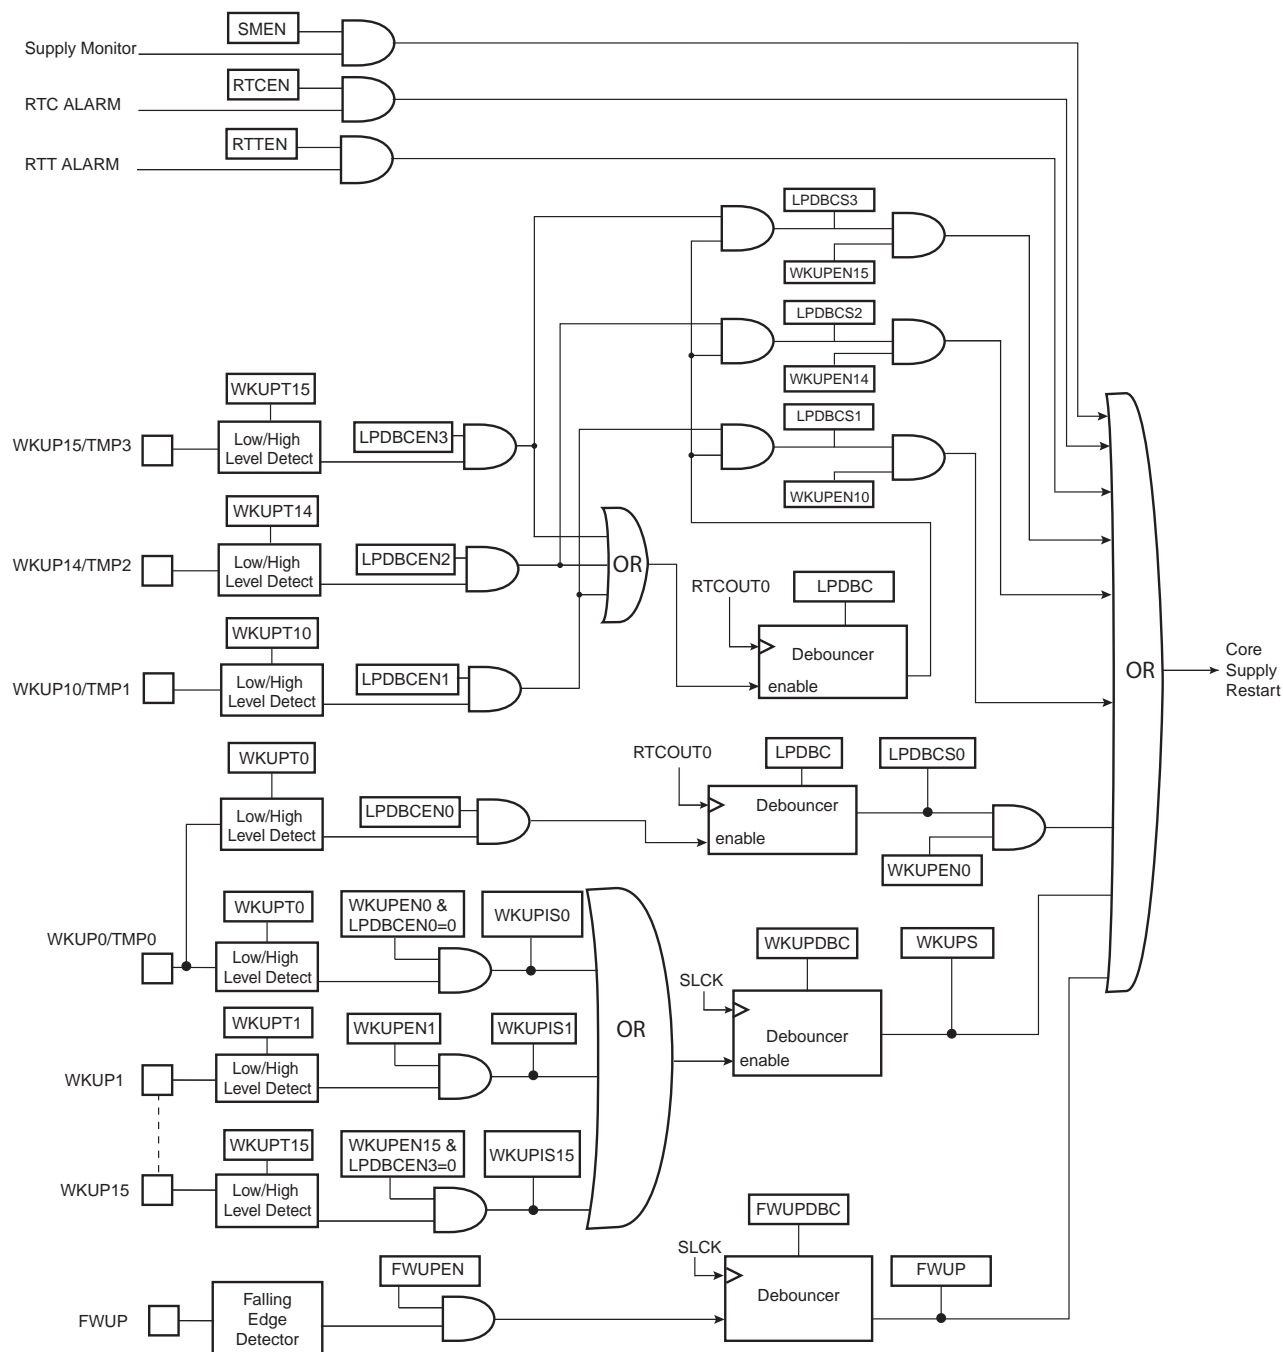 SMEN
Supply Monitor
RTCEN
RTC ALARM
RTTEN
RTT ALARM
LPDBCS3
WKUPEN15
LPDBCS2
WKUPEN14
WKUPT15
LPDBCS1
WKUP15/TMP3
Low/High
Level Detect
LPDBCEN3
WKUPEN10
WKUPT14
WKUP14/TMP2
Low/High
Level Detect
LPDBCEN2
OR
RTCOUT0
LPDBC
WKUPT10
Debouncer
enable
WKUP10/TMP1
Low/High
Level Detect
LPDBCEN1
OR
Core
Supply
Restart
WKUPT0
RTCOUT0
LPDBC
LPDBCS0
Low/High
Level Detect
LPDBCEN0
Debouncer
enable
WKUPEN0
WKUPT0
WKUPEN0 &
LPDBCEN0=0
WKUPIS0
WKUP0/TMP0
Low/High
Level Detect
WKUPDBC
WKUPS
SLCK
WKUPT1
WKUPEN1
WKUPIS1
OR
Debouncer
enable
WKUP1
Low/High
Level Detect
WKUPT15
WKUPEN15 &
LPDBCEN3=0
WKUPIS15
WKUP15
Low/High
Level Detect
FWUPDBC
SLCK
FWUPEN
FWUP
Debouncer
FWUP
Falling
Edge
Detector